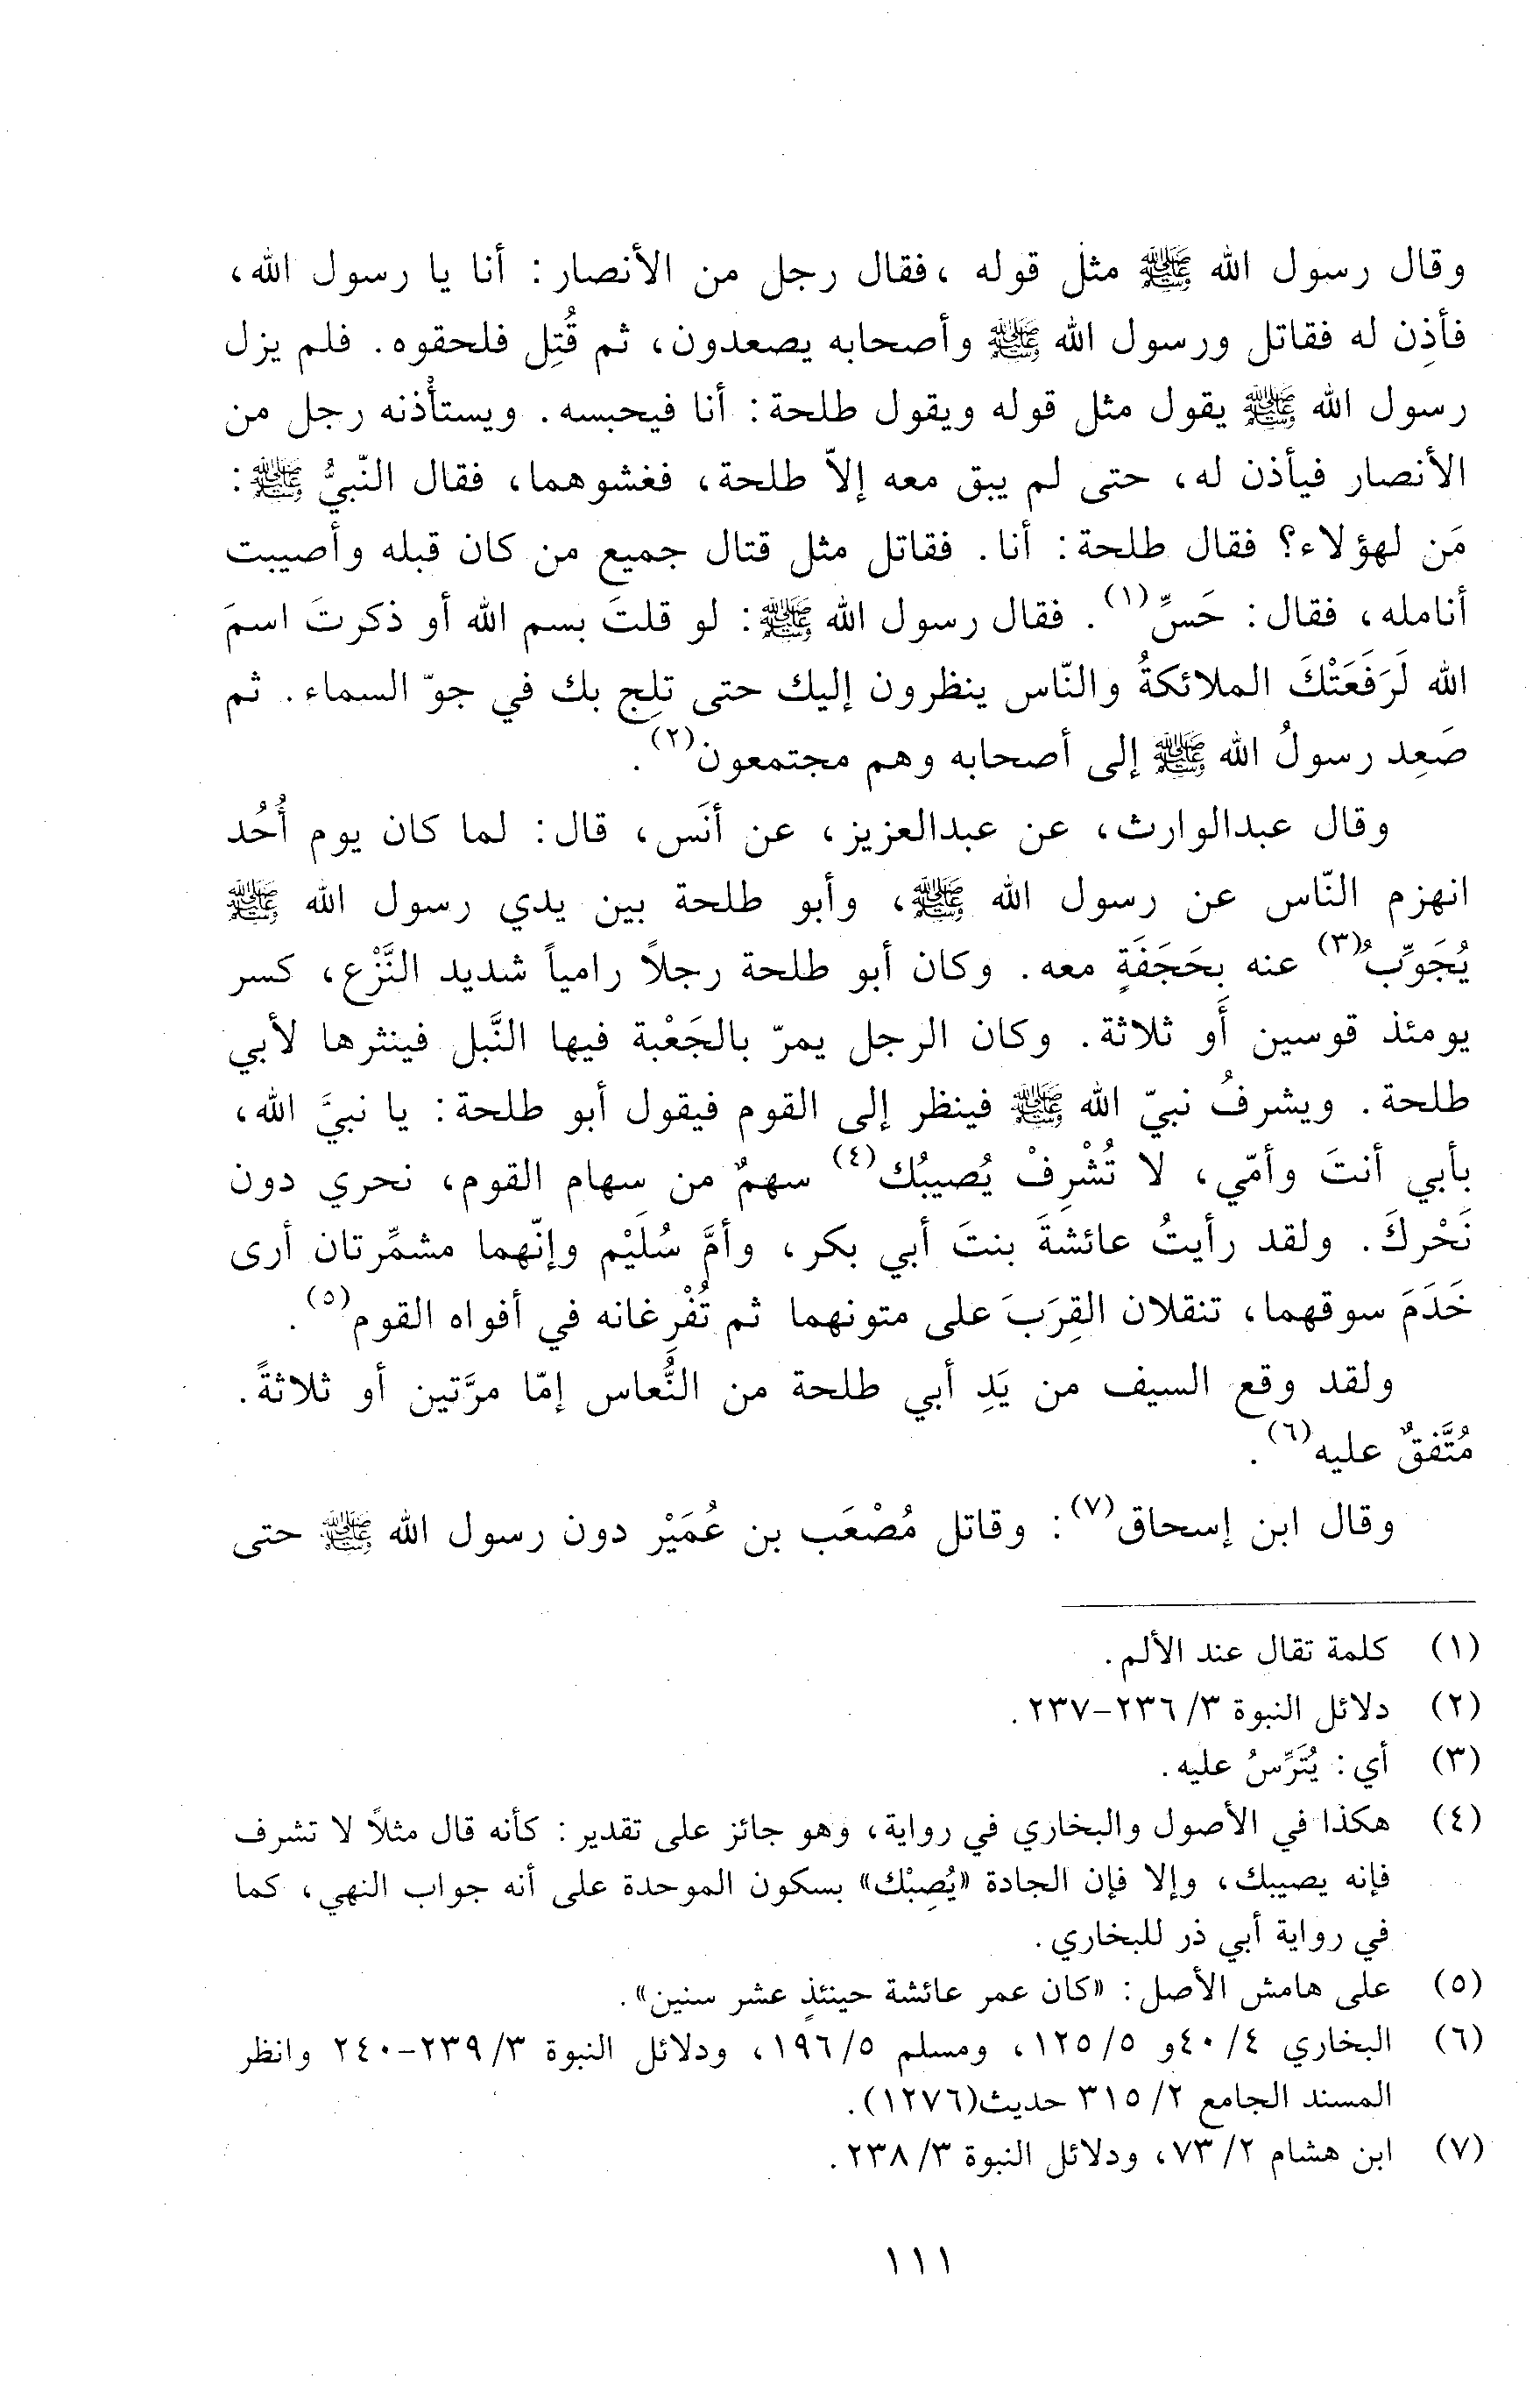 وقال رسول الله ﷺ مثل قوله ،فقال رجل من الأنصار: أنا يا رسول الله،
فأذِن له فقاتل ورسول الله ﷺ وأصحابه يصعدون، ثم قُتِل فلحقوه. فلم يزل
رسول الله ﷺ يقول مثل قوله ويقول طلحة: أنا فيحبسه. ويستأْذنه رجل من
الأنصار فيأذن له، حتى لم يبق معه إلاّ طلحة، فغشوهما، فقال النّبيُّ ﷺ:
مَن لهؤلاء؟ فقال طلحة: أنا. فقاتل مثل قتال جميع من كان قبله وأصيبت
أنامله، فقال: حَسِّ(١). فقال رسول الله ﷺ: لو قلتَ بسم الله أو ذكرتَ اسمَ
الله لَرَفَعَتْكَ الملائكةُ والنّاس ينظرون إليك حتى تلِج بك في جوّ السماء. ثم
صَعِد رسولُ الله ﷺ إلى أصحابه وهم مجتمعون(٢).
وقال عبدالوارث، عن عبدالعزيز، عن أنَس، قال: لما كان يوم أُحُد
انهزم النّاس عن رسول الله ﷺ، وأبو طلحة بين يدي رسول الله ﷺ
يُجَوِّبُ(٣) عنه بحَجَفَةٍ معه. وكان أبو طلحة رجلاً رامياً شديد النَّزْع، كسر
يومئذ قوسين أَو ثلاثة. وكان الرجل يمرّ بالجَعْبة فيها النَّبل فينثرها لأبي
طلحة. ويشرفُ نبيّ الله ﷺ فينظر إلى القوم فيقول أبو طلحة: يا نبيَّ الله،
بأبي أنتَ وأمّي، لا تُشْرِفْ يُصيبُك(٤) سهمٌ من سهام القوم، نحري دون
نَحْركَ. ولقد رأيتُ عائشةَ بنتَ أبي بكر، وأمَّ سُلَيْم وإنّهما مشمِّرتان أرى
خَدَمَ سوقهما، تنقلان القِرَبَ على متونهما ثم تُفْرِغانه في أفواه القوم(٥).
ولقد وقع السيف من يَدِ أبي طلحة من النُّعاس إمّا مرَّتين أو ثلاثةً.
مُتَّفقٌ عليه(٦).
وقال ابن إسحاق(٧): وقاتل مُصْعَب بن عُمَيْر دون رسول الله ﷺ حتى
(١) كلمة تقال عند الألم.
(٢) دلائل النبوة ٣/ ٢٣٦-٢٣٧.
(٣) أي: يُتَرِّسُ عليه.
(٤) هكذا في الأصول والبخاري في رواية، وهو جائز على تقدير: كأنه قال مثلًا لا تشرف
فإنه يصيبك، وإلا فإن الجادة «يُصِبْك» بسكون الموحدة على أنه جواب النهي، كما
في رواية أبي ذر للبخاري.
(٥) على هامش الأصل: «كان عمر عائشة حينئذٍ عشر سنين».
(٦) البخاري ٤/ ٤٠و ٥/ ١٢٥، ومسلم ٥/ ١٩٦، ودلائل النبوة ٣/ ٢٣٩-٢٤٠ وانظر
المسند الجامع ٢/ ٣١٥ حديث(١٢٧٦).
(٧) ابن هشام ٢/ ٧٣، ودلائل النبوة ٣/ ٢٣٨.
١١١